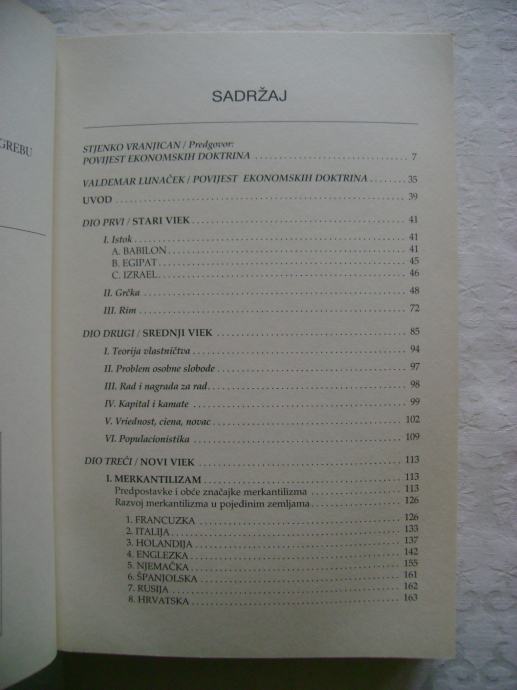 GREBU
SADRŽAJ
STJENKO VRANJICAN / Predgovor:
POVIJEST EKONOMSKIH DOKTRINA 7
VALDEMAR LUNAČEK / POVIJEST EKONOMSKIH DOKTRINA 35
UVOD 39
DIO PRVI / STARI VIEK 41
I. Istok 41
A. BABILON 41
B. EGIPAT 45
C. IZRAEL 46
II. Grčka 48
III. Rim 72
DIO DRUGI / SREDNJI VIEK 85
I. Teorija vlastničtva 94
II. Problem osobne slobode 97
III. Rad i nagrada za rad 98
IV. Kapital i kamate 99
V. Vriednost, ciena, novac 102
VI. Populacionistika 109
DIO TREĆI / NOVI VIEK 113
I. MERKANTILIZAM 113
Predpostavke i obće značajke merkantilizma 113
Razvoj merkantilizma u pojedinim zemljama 126
1. FRANCUZKA 126
2. ITALIJA 133
3. HOLANDIJA 137
4. ENGLEZKA 142
5. NJEMAČKA 155
6. ŠPANJOLSKA 161
7. RUSIJA 162
8. HRVATSKA 163